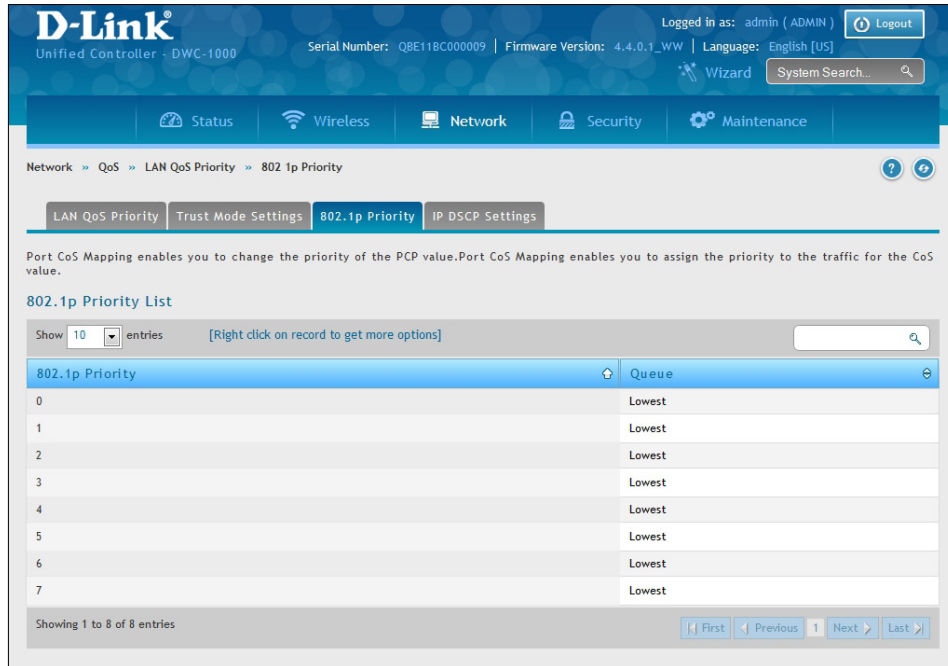 D-Link®
Unified Controller - DWC-1000
Logged in as: admin ( ADMIN ) Logout
Serial Number: QBE11BC000009 | Firmware Version: 4.4.0.1_WW | Language: English [US]
Wizard System Search...
Status Wireless Network Security Maintenance
Network » QoS » LAN QoS Priority » 802 1p Priority ?
LAN QoS Priority Trust Mode Settings 802.1p Priority IP DSCP Settings
Port CoS Mapping enables you to change the priority of the PCP value.Port CoS Mapping enables you to assign the priority to the traffic for the CoS
value.
802.1p Priority List
Show 10 entries [Right click on record to get more options]
802.1p Priority Queue
0 Lowest
1 Lowest
2 Lowest
3 Lowest
4 Lowest
5 Lowest
6 Lowest
7 Lowest
Showing 1 to 8 of 8 entries First Previous 1 Next Last